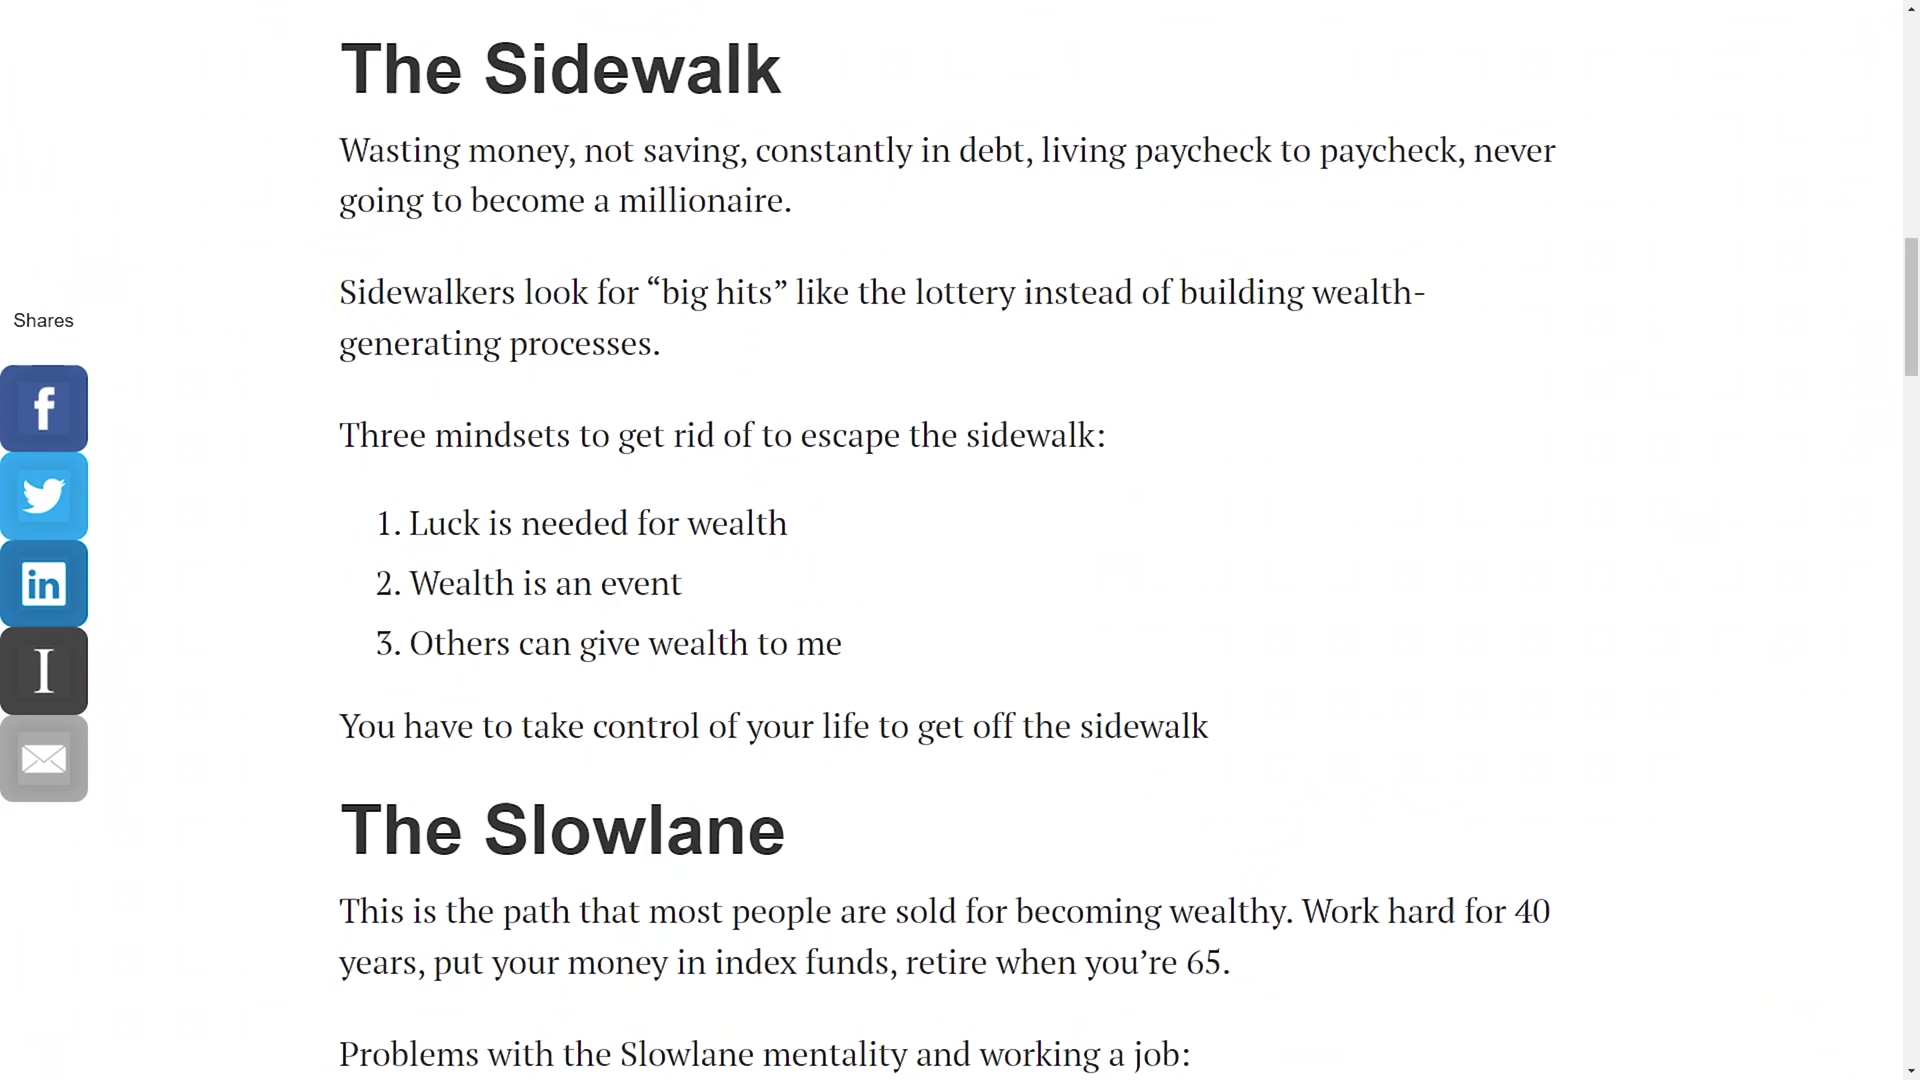 The Sidewalk
Wasting money, not saving, constantly in debt, living paycheck to paycheck, never
going to become a millionaire.
Sidewalkers look for “big hits” like the lottery instead of building wealth-
generating processes.
Shares
Three mindsets to get rid of to escape the sidewalk:
1. Luck is needed for wealth
2. Wealth is an event
3. Others can give wealth to me
You have to take control of your life to get off the sidewalk
The Slowlane
This is the path that most people are sold for becoming wealthy. Work hard for 40
years, put your money in index funds, retire when you’re 65.
Problems with the Slowlane mentality and working a job: